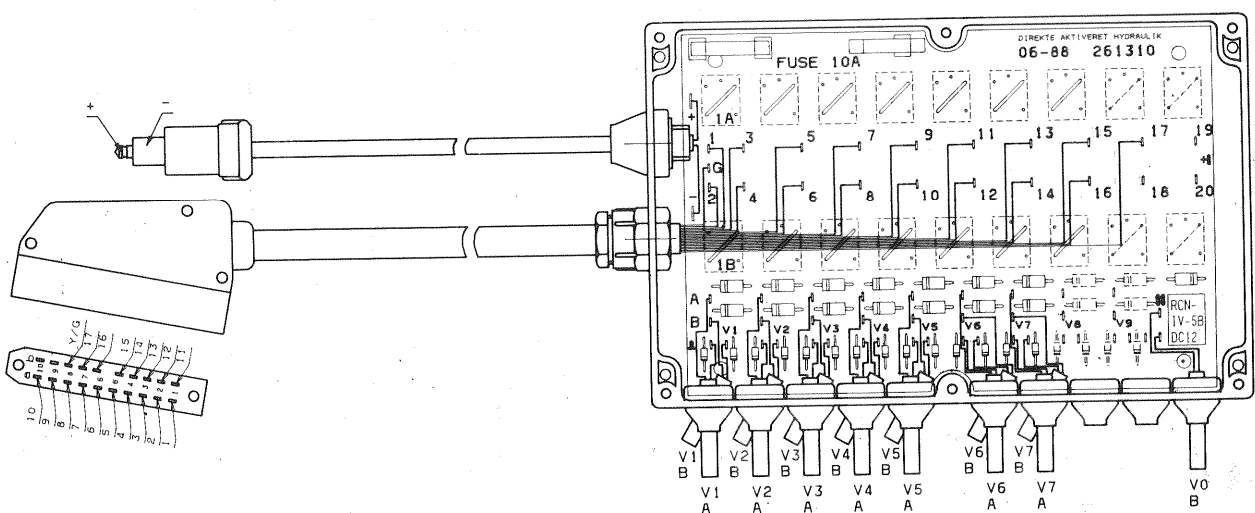 DIREKTE AKTIVERET HYDRAULIK
06-88 261310
FUSE 10A
+ -
1A
+
1 3 5 7 9 11 13 15 17 19
G
-
2 4 6 8 10 12 14 16 18 20
1B
A
B
V1 V2 V3 V4 V5 V6 V7 V8 V9
RCN-
IV-5B
DC12
Y/G 17 16 15 14 13 12 11
10 9 8 7 6 5 4 3 2 1
V1 B
V2 B
V3 B
V4 B
V5 B
V6 B
V7 B
V0 B
V1 A
V2 A
V3 A
V4 A
V5 A
V6 A
V7 A